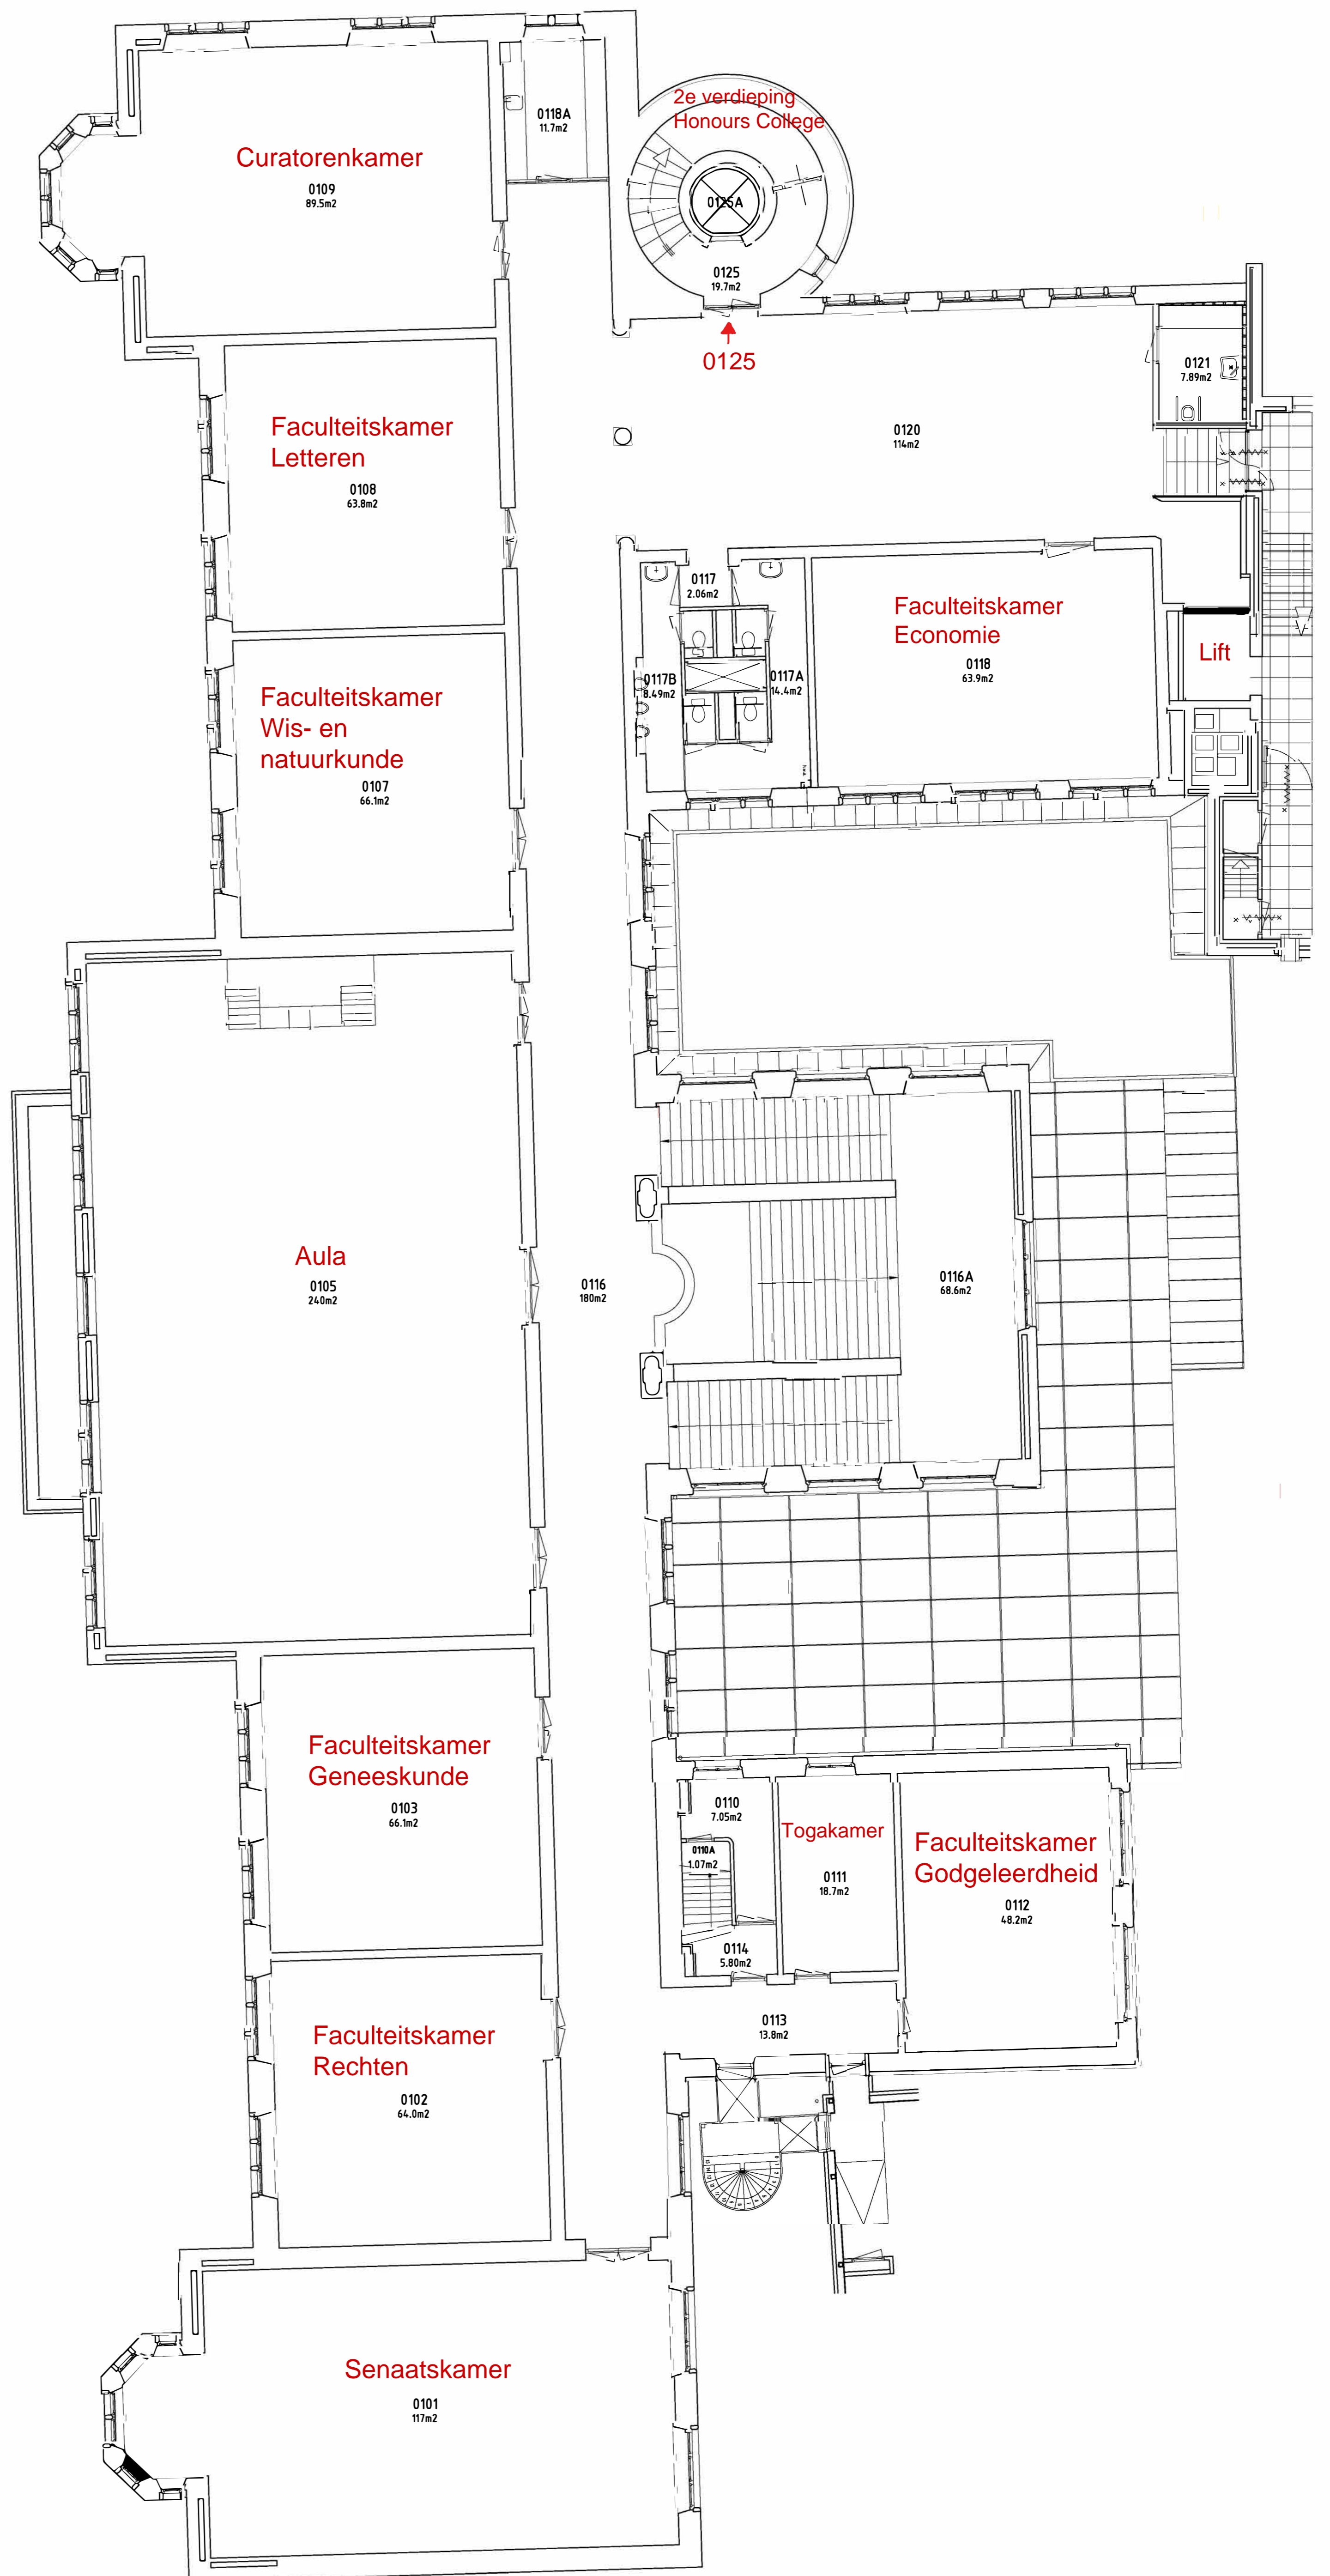 2e verdieping
Honours College
0118A
11.7m2
Curatorenkamer
0109
89.5m2
0125A
0125
19.7m2
0125
0121
7.89m2
Faculteitskamer
Letteren
0108
63.8m2
0120
114m2
0117
2.06m2
Faculteitskamer
Economie
0118
63.9m2
Lift
0117B
8.49m2
0117A
14.4m2
Faculteitskamer
Wis- en
natuurkunde
0107
66.1m2
Aula
0105
240m2
0116
180m2
0116A
68.6m2
Faculteitskamer
Geneeskunde
0103
66.1m2
0110
7.05m2
0110A
1.07m2
Togakamer
0111
18.7m2
Faculteitskamer
Godgeleerdheid
0112
48.2m2
0114
5.80m2
0113
13.8m2
Faculteitskamer
Rechten
0102
64.0m2
Senaatskamer
0101
117m2